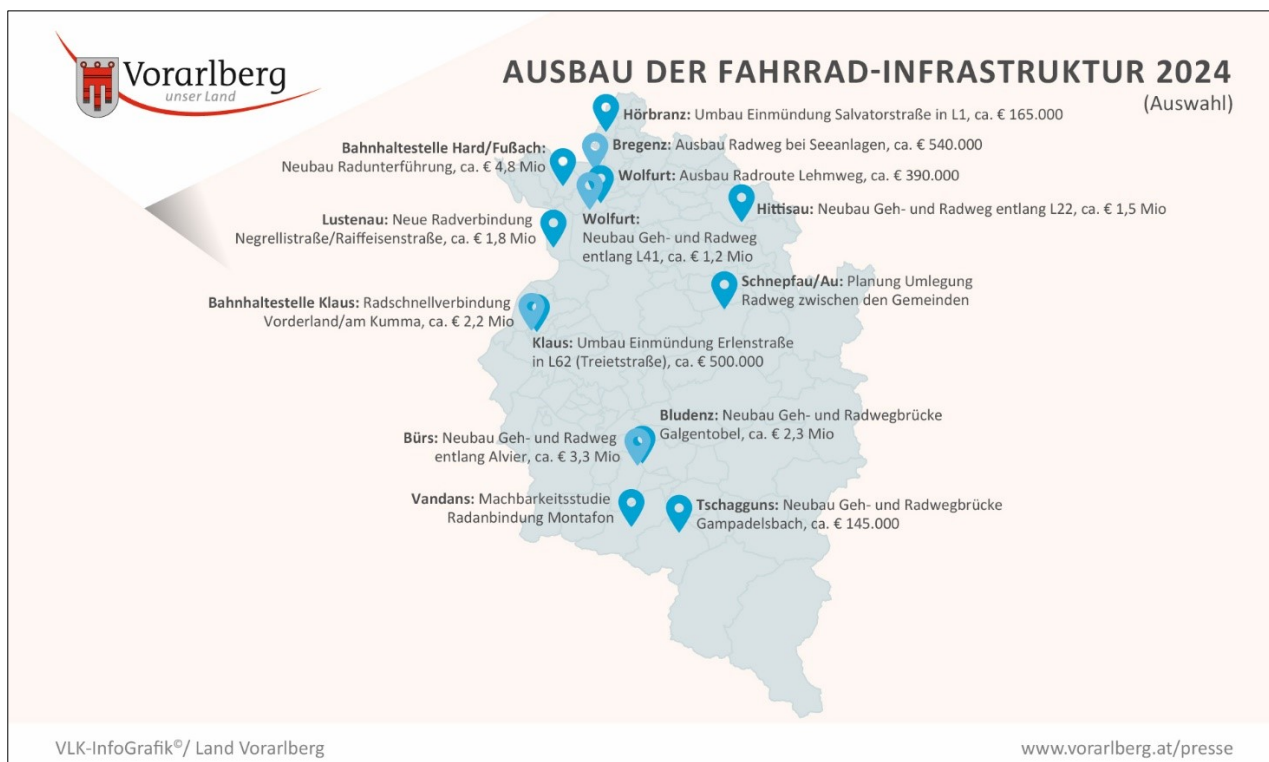 Vorarlberg
unser Land
AUSBAU DER FAHRRAD-INFRASTRUKTUR 2024
(Auswahl)
Hörbranz: Umbau Einmündung Salvatorstraße in L1, ca. € 165.000
Bregenz: Ausbau Radweg bei Seeanlagen, ca. € 540.000
Bahnhaltestelle Hard/Fußach:
Neubau Radunterführung, ca. € 4,8 Mio
Wolfurt: Ausbau Radroute Lehmweg, ca. € 390.000
Hittisau: Neubau Geh- und Radweg entlang L22, ca. € 1,5 Mio
Lustenau: Neue Radverbindung
Negrellistraße/Raiffeisenstraße, ca. € 1,8 Mio
Wolfurt:
Neubau Geh- und Radweg
entlang L41, ca. € 1,2 Mio
Schnepfau/Au: Planung Umlegung
Radweg zwischen den Gemeinden
Bahnhaltestelle Klaus: Radschnellverbindung
Vorderland/am Kumma, ca. € 2,2 Mio
Klaus: Umbau Einmündung Erlenstraße
in L62 (Treietstraße), ca. € 500.000
Bludenz: Neubau Geh- und Radwegbrücke
Galgentobel, ca. € 2,3 Mio
Bürs: Neubau Geh- und Radweg
entlang Alvier, ca. € 3,3 Mio
Vandans: Machbarkeitsstudie
Radanbindung Montafon
Tschagguns: Neubau Geh- und Radwegbrücke
Gampadelsbach, ca. € 145.000
VLK-InfoGrafik©/ Land Vorarlberg
www.vorarlberg.at/presse